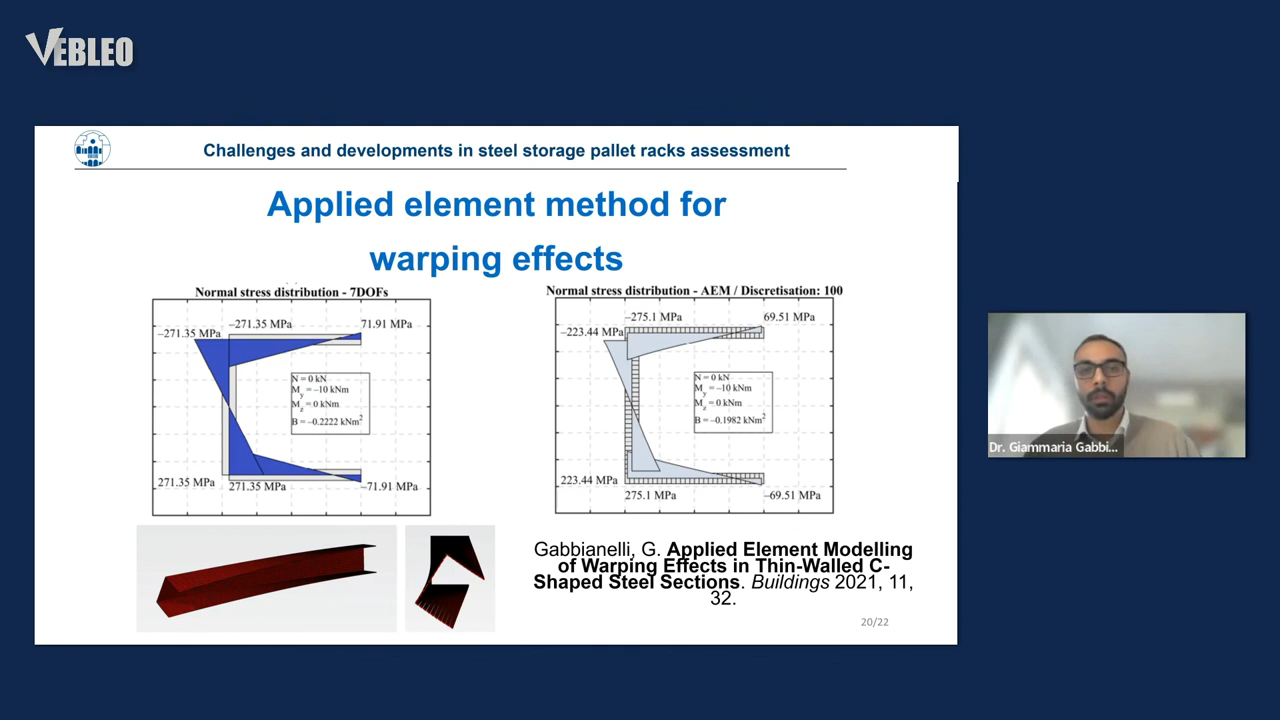 VEBLEO
Challenges and developments in steel storage pallet racks assessment
Applied element method for
warping effects
Normal stress distribution - 7DOFs
−271.35 MPa
−271.35 MPa
71.91 MPa
N = 0 kN
My = −10 kNm
Mz = 0 kNm
B = −0.2222 kNm²
271.35 MPa
271.35 MPa
−71.91 MPa
Normal stress distribution - AEM / Discretisation: 100
−275.1 MPa
69.51 MPa
−223.44 MPa
N = 0 kN
My = −10 kNm
Mz = 0 kNm
B = −0.1982 kNm²
223.44 MPa
275.1 MPa
−69.51 MPa
Gabbianelli, G. Applied Element Modelling
of Warping Effects in Thin-Walled C-
Shaped Steel Sections. Buildings 2021, 11,
32.
20/22
Dr. Giammaria Gabbi...